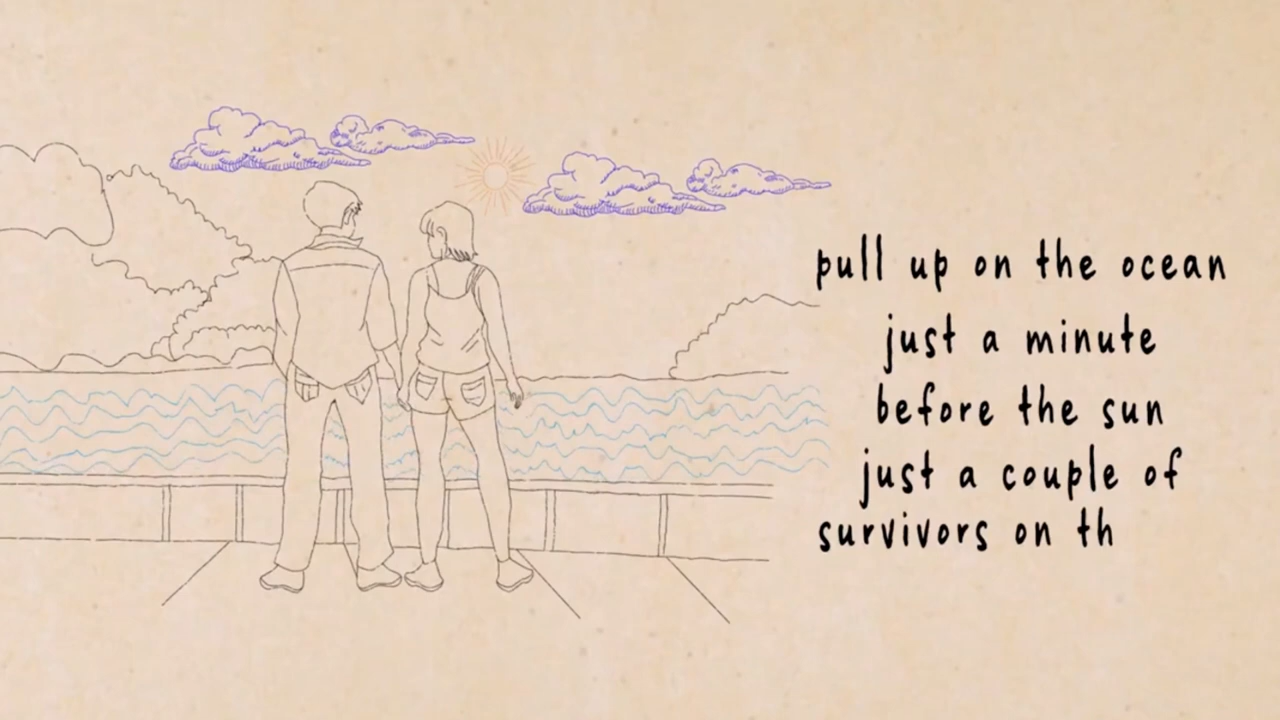 pull up on the ocean
just a minute
before the sun
just a couple of
survivors on th